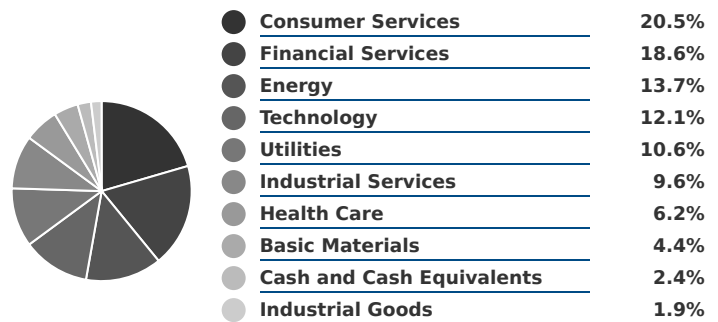 Consumer Services 20.5%
Financial Services 18.6%
Energy 13.7%
Technology 12.1%
Utilities 10.6%
Industrial Services 9.6%
Health Care 6.2%
Basic Materials 4.4%
Cash and Cash Equivalents 2.4%
Industrial Goods 1.9%